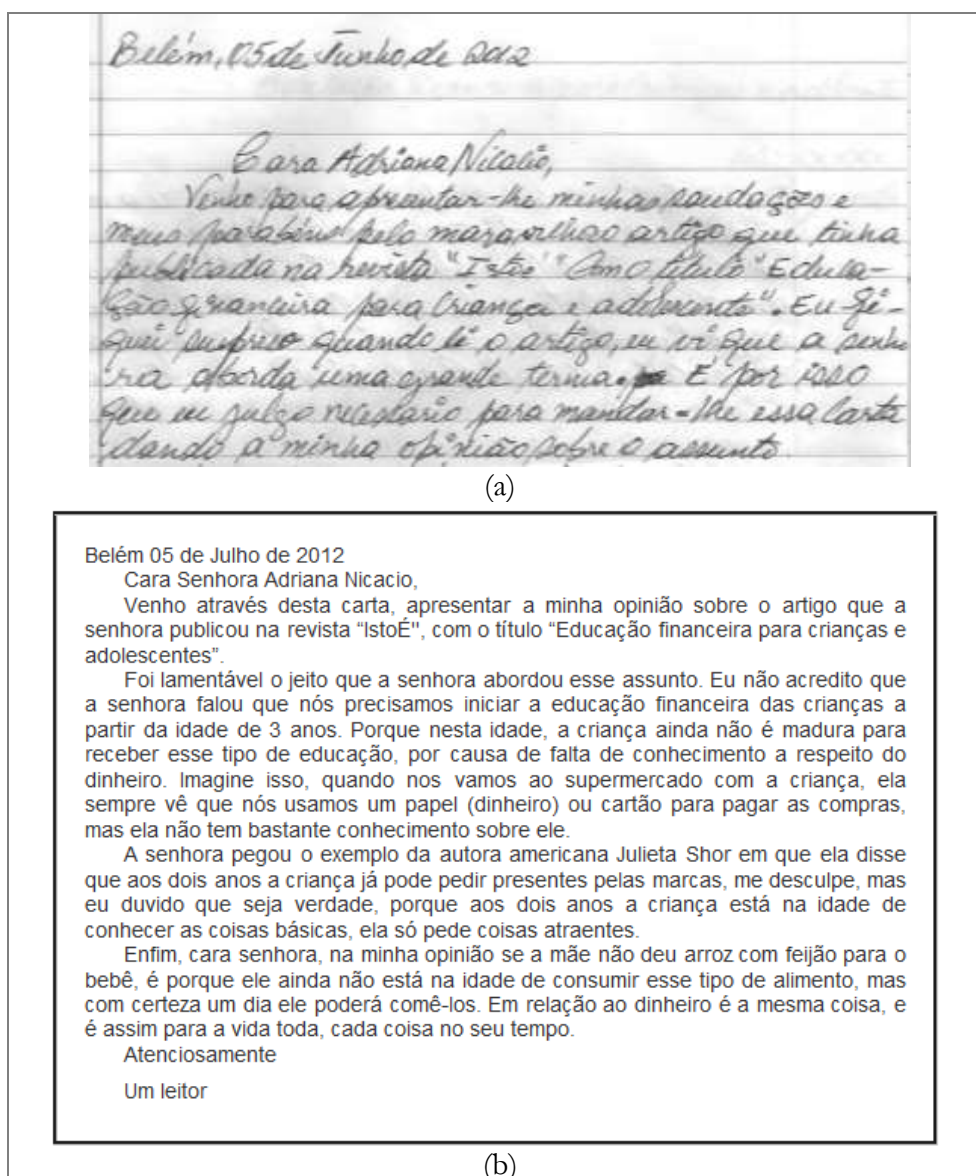 Belém, 05 de Junho, de 2012
Cara Adriana Nicacio,
Venho para, apresentar-lhe minhas saudações e
meus parabéns pelo artigo que tinha
publicada na revista "Istoé" Como título "Educa-
ção financeira para Criança e adolescente". Eu fi-
quei surpreso quando lê o artigo, eu vi que a senho
ra aborda uma grande tema. É por isso
que eu julgo necessario para mandar-lhe essa Carta
dando a minha opinião sobre o assunto.
(a)
Belém 05 de Julho de 2012
Cara Senhora Adriana Nicacio,
Venho através desta carta, apresentar a minha opinião sobre o artigo que a
senhora publicou na revista “IstoÉ", com o título “Educação financeira para crianças e
adolescentes”.
Foi lamentável o jeito que a senhora abordou esse assunto. Eu não acredito que
a senhora falou que nós precisamos iniciar a educação financeira das crianças a
partir da idade de 3 anos. Porque nesta idade, a criança ainda não é madura para
receber esse tipo de educação, por causa de falta de conhecimento a respeito do
dinheiro. Imagine isso, quando nos vamos ao supermercado com a criança, ela
sempre vê que nós usamos um papel (dinheiro) ou cartão para pagar as compras,
mas ela não tem bastante conhecimento sobre ele.
A senhora pegou o exemplo da autora americana Julieta Shor em que ela disse
que aos dois anos a criança já pode pedir presentes pelas marcas, me desculpe, mas
eu duvido que seja verdade, porque aos dois anos a criança está na idade de
conhecer as coisas básicas, ela só pede coisas atraentes.
Enfim, cara senhora, na minha opinião se a mãe não deu arroz com feijão para o
bebê, é porque ele ainda não está na idade de consumir esse tipo de alimento, mas
com certeza um dia ele poderá comê-los. Em relação ao dinheiro é a mesma coisa, e
é assim para a vida toda, cada coisa no seu tempo.
Atenciosamente
Um leitor
(b)